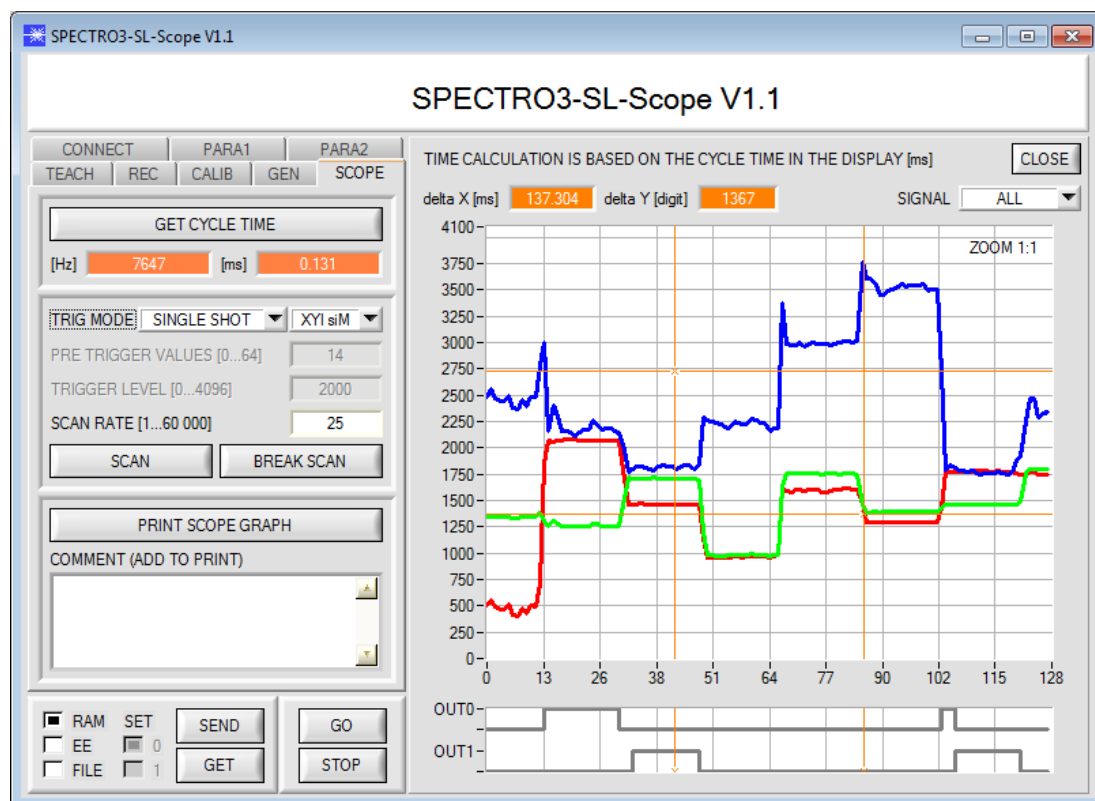 SPECTRO3-SL-Scope V1.1
SPECTRO3-SL-Scope V1.1
CONNECT PARA1 PARA2
TEACH REC CALIB GEN SCOPE
GET CYCLE TIME
[Hz] 7647 [ms] 0.131
TRIG MODE SINGLE SHOT XYI siM
PRE TRIGGER VALUES [0...64] 14
TRIGGER LEVEL [0...4096] 2000
SCAN RATE [1...60 000] 25
SCAN BREAK SCAN
PRINT SCOPE GRAPH
COMMENT (ADD TO PRINT)
RAM SET SEND GO
EE 0
FILE 1 GET STOP
TIME CALCULATION IS BASED ON THE CYCLE TIME IN THE DISPLAY [ms] CLOSE
delta X [ms] 137.304 delta Y [digit] 1367 SIGNAL ALL
ZOOM 1:1
4100
3750
3500
3250
3000
2750
2500
2250
2000
1750
1500
1250
1000
750
500
250
0
0 13 26 38 51 64 77 90 102 115 128
OUT0
OUT1